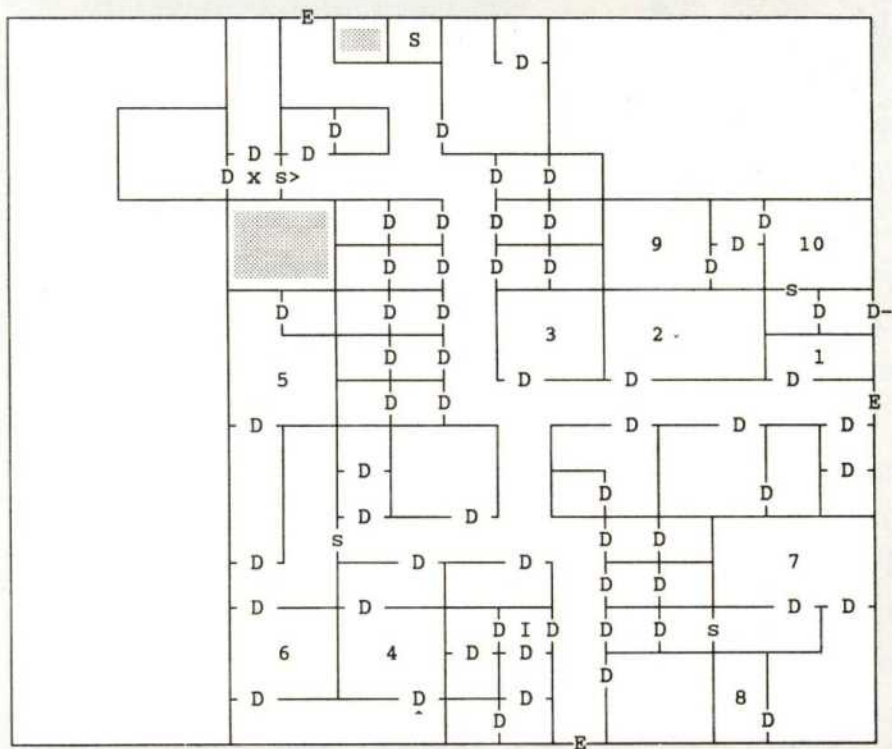 E
S
D
D D
D D
D x s> D D
D D D D D
9 D 10
D D D D D
s
D D D D D-
3 2
D D 1
5 D D D
D D E
D D D D D
D D
D D D D
s D D
D D D 7
D D
D D D D
D I D D D s
6 4 D D D
D D D 8
D D
E